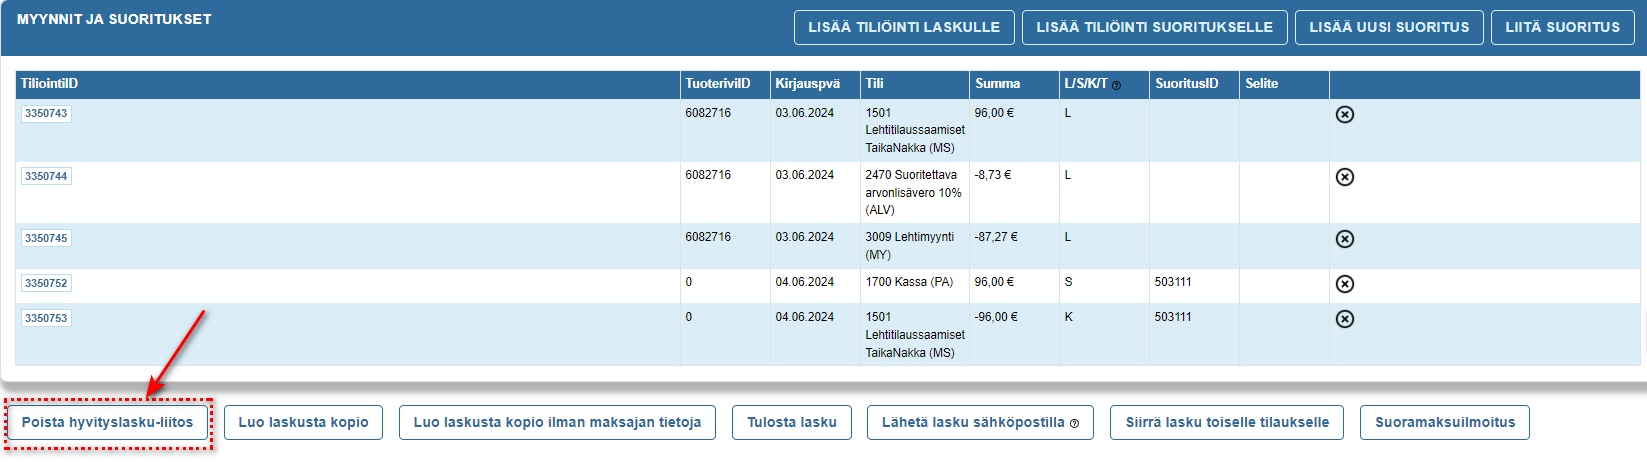 MYYNNIT JA SUORITUKSET
LISÄÄ TILIÖINTI LASKULLE LISÄÄ TILIÖINTI SUORITUKSELLE LISÄÄ UUSI SUORITUS LIITÄ SUORITUS
TiliointiID TuoteriviID Kirjauspvä Tili Summa L/S/K/T SuoritusID Selite
3350743 6082716 03.06.2024 1501 96,00 € L
Lehtitilaussaamiset
TaikaNakka (MS)
3350744 6082716 03.06.2024 2470 Suoritettava -8,73 € L
arvonlisävero 10%
(ALV)
3350745 6082716 03.06.2024 3009 Lehtimyynti -87,27 € L
(MY)
3350752 0 04.06.2024 1700 Kassa (PA) 96,00 € S 503111
3350753 0 04.06.2024 1501 -96,00 € K 503111
Lehtitilaussaamiset
TaikaNakka (MS)
Poista hyvityslasku-liitos Luo laskusta kopio Luo laskusta kopio ilman maksajan tietoja Tulosta lasku Lähetä lasku sähköpostilla Siirrä lasku toiselle tilaukselle Suoramaksuilmoitus